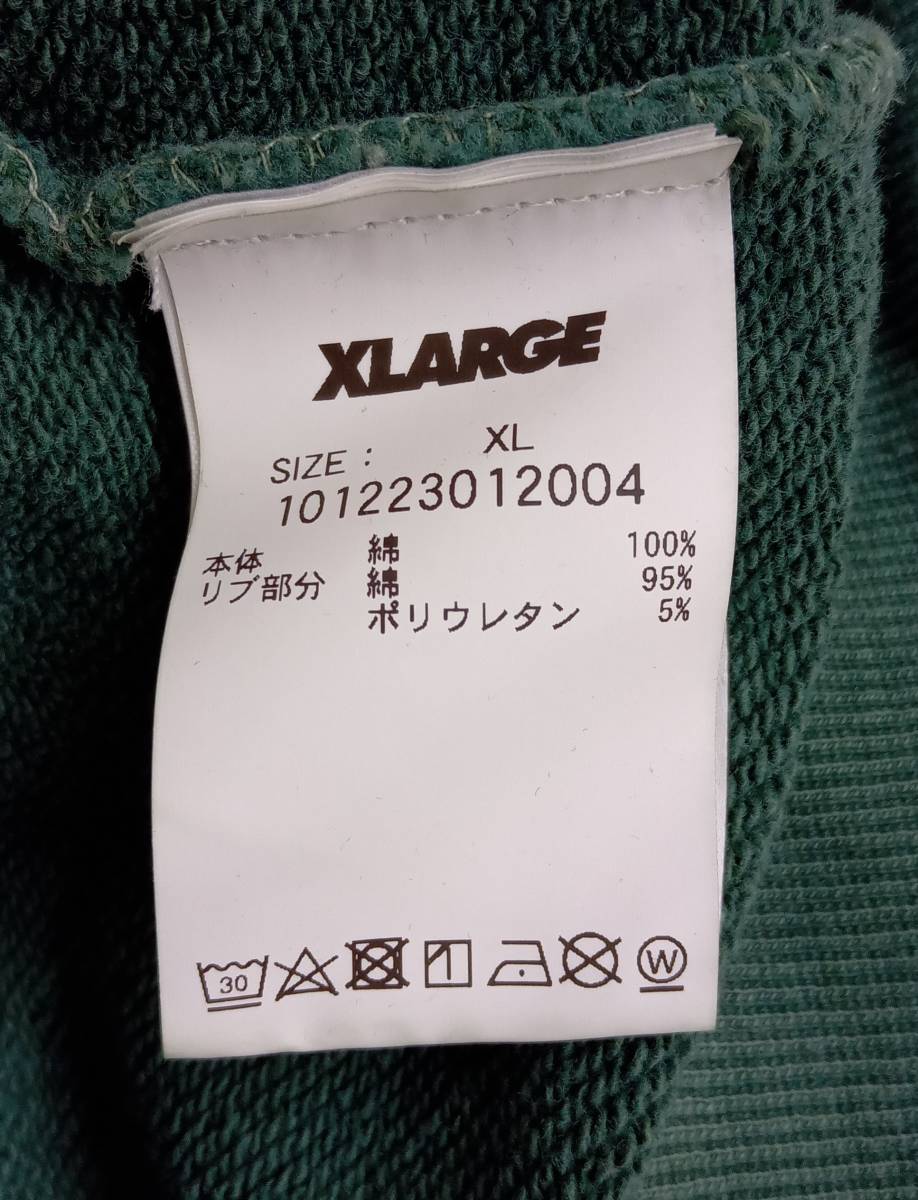 XLARGE
SIZE : XL
101223012004
本体 綿 100%
リブ部分 綿 95%
ポリウレタン 5%
30 W